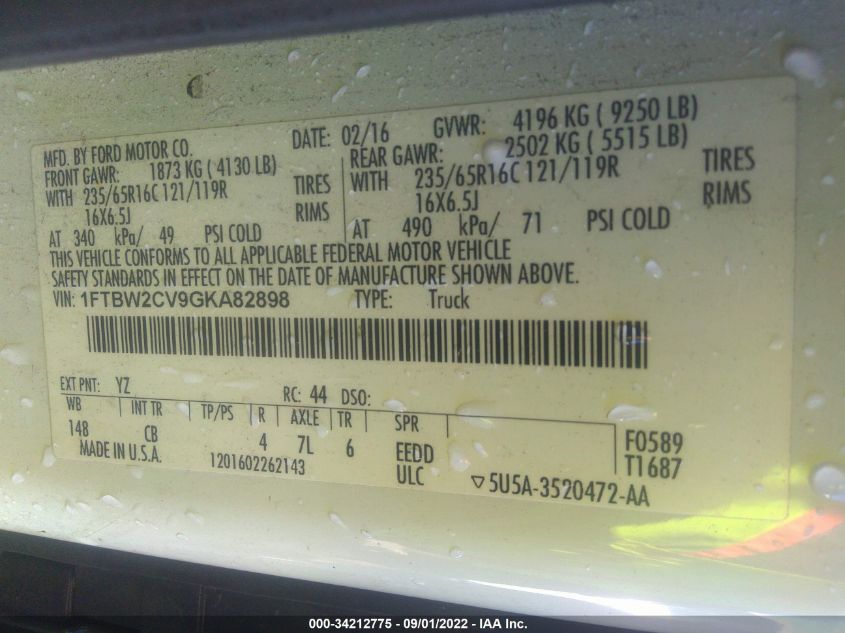 MFD. BY FORD MOTOR CO. DATE: 02/16 GVWR: 4196 KG ( 9250 LB)
FRONT GAWR: 1873 KG ( 4130 LB) REAR GAWR: 2502 KG ( 5515 LB)
WITH 235/65R16C 121/119R TIRES WITH 235/65R16C 121/119R TIRES
16X6.5J RIMS 16X6.5J RIMS
AT 340 kPa/ 49 PSI COLD AT 490 kPa/ 71 PSI COLD
THIS VEHICLE CONFORMS TO ALL APPLICABLE FEDERAL MOTOR VEHICLE
SAFETY STANDARDS IN EFFECT ON THE DATE OF MANUFACTURE SHOWN ABOVE.
VIN: 1FTBW2CV9GKA82898 TYPE: Truck
EXT PNT: YZ RC: 44 DSO:
WB INT TR TP/PS R AXLE TR SPR
148 CB 4 7L 6 EEDD F0589
MADE IN U.S.A. 1201602262143 ULC ▽5U5A-3520472-AA T1687
000-34212775 - 09/01/2022 - IAA Inc.